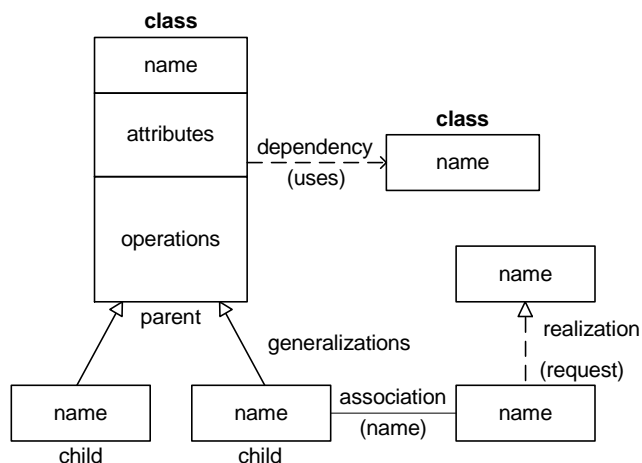 class
name
attributes
operations
parent
dependency
(uses)
class
name
name
realization
(request)
generalizations
name
child
name
child
association
(name)
name